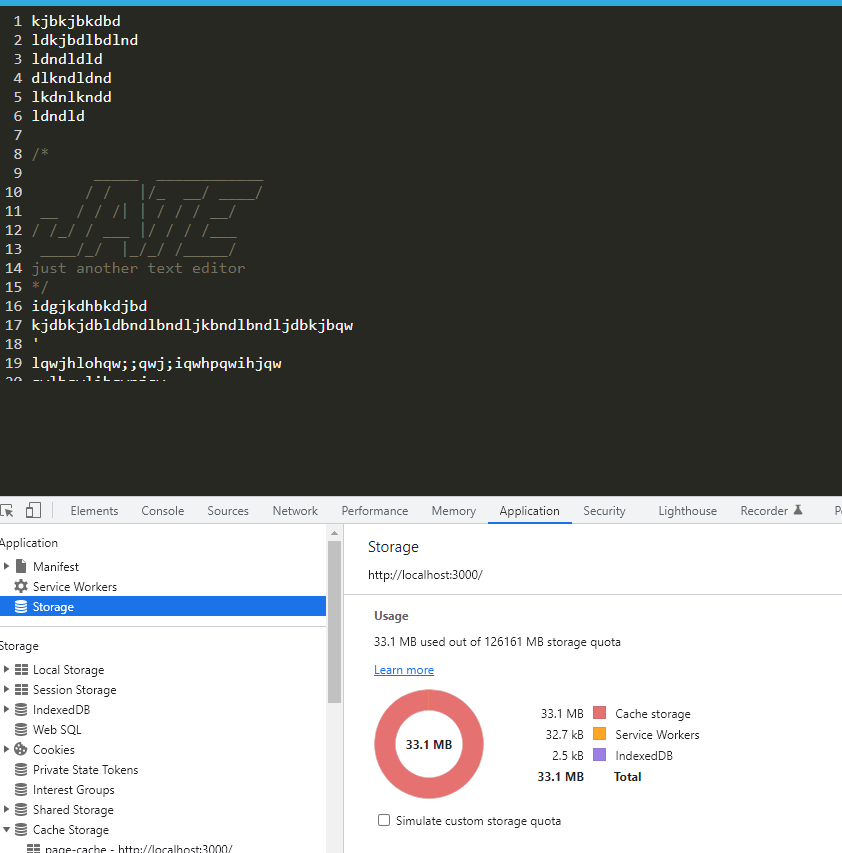 1 kjbkjbkdbd
2 ldkjbdlbdlnd
3 ldndldld
4 dlkndldnd
5 lkdnlkndd
6 ldndld
7
8 /*
9      _____  ____________
10      / /   |/_  __/ ____/
11  __  / / /| | / / / __/
12 / /_/ / ___ |/ / / /___
13  ____/_/  |_/_/ /_____/
14 just another text editor
15 */
16 idgjkdhbkdjbd
17 kjdbkjdbldbndlbndljkbndlbndljdbkjbqw
18 '
19 lqwjhlohqw;;qwj;iqwhpqwihjqw
20
Elements Console Sources Network Performance Memory Application Security Lighthouse Recorder
Application
Manifest
Service Workers
Storage
Storage
Local Storage
Session Storage
IndexedDB
Web SQL
Cookies
Private State Tokens
Interest Groups
Shared Storage
Cache Storage
page-cache - http://localhost:3000/
Storage
http://localhost:3000/
Usage
33.1 MB used out of 126161 MB storage quota
Learn more
33.1 MB
33.1 MB Cache storage
32.7 kB Service Workers
2.5 kB IndexedDB
33.1 MB Total
Simulate custom storage quota